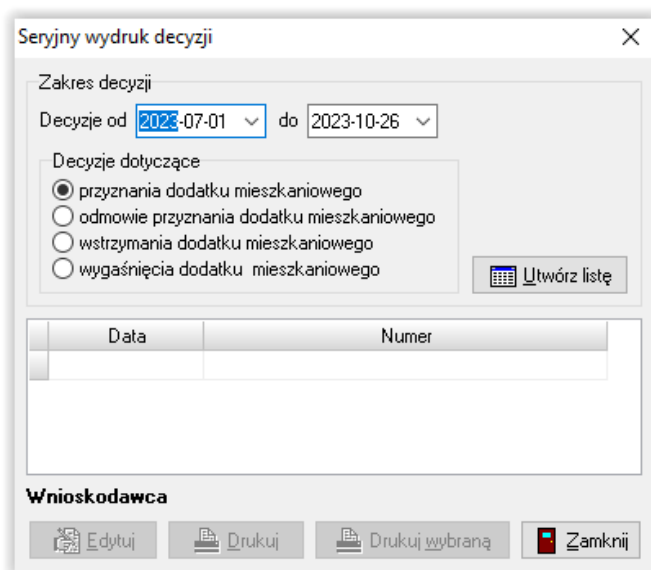 Seryjny wydruk decyzji
Zakres decyzji
Decyzje od 2023-07-01 do 2023-10-26
Decyzje dotyczące
przyznania dodatku mieszkaniowego
odmowie przyznania dodatku mieszkaniowego
wstrzymania dodatku mieszkaniowego
wygaśnięcia dodatku mieszkaniowego
Utwórz listę
Data Numer
Wnioskodawca
Edytuj Drukuj Drukuj wybraną Zamknij